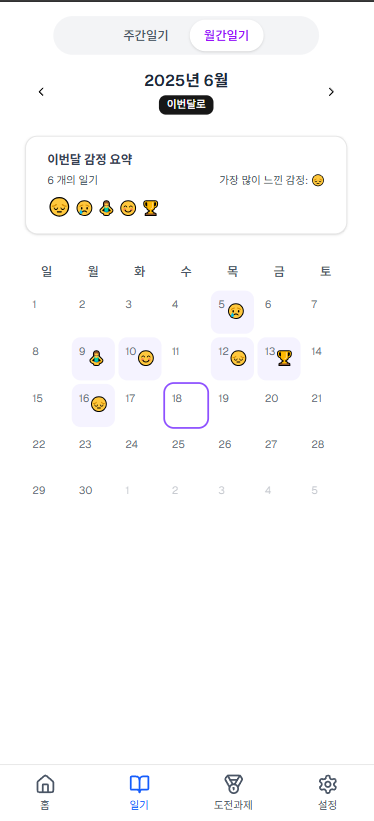 주간일기 월간일기
2025년 6월
이번달로
이번달 감정 요약
6 개의 일기 가장 많이 느낀 감정: 😔
😔 😢 🧘 😊 🏆
일 월 화 수 목 금 토
1 2 3 4 5 😢 6 7
8 9 🧘 10 😊 11 12 😔 13 🏆 14
15 16 😔 17 18 19 20 21
22 23 24 25 26 27 28
29 30 1 2 3 4 5
홈 일기 도전과제 설정